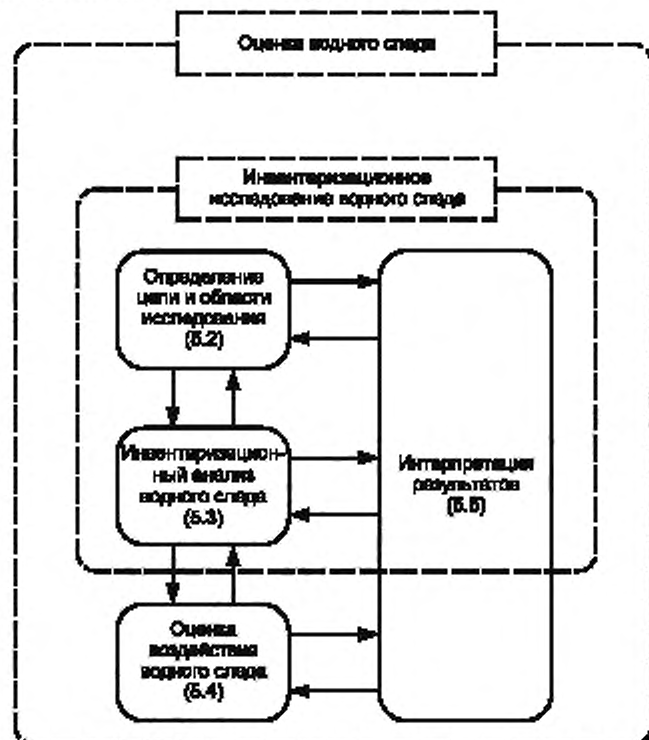 Оценка водного следа
Инвентаризационное
исследование водного следа
Определение
цели и области
исследования
(5.2)
Инвентаризацион-
ный анализ
водного следа
(5.3)
Интерпретация
результатов
(5.5)
Оценка
воздействия
водного следа
(5.4)